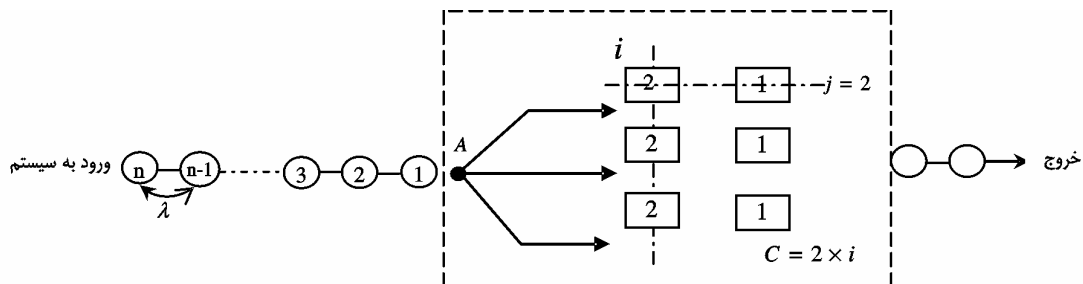 i
2 1 j = 2
A
2 1
ورود به سیستم n n-1 3 2 1 خروج
λ
2 1
C = 2 × i